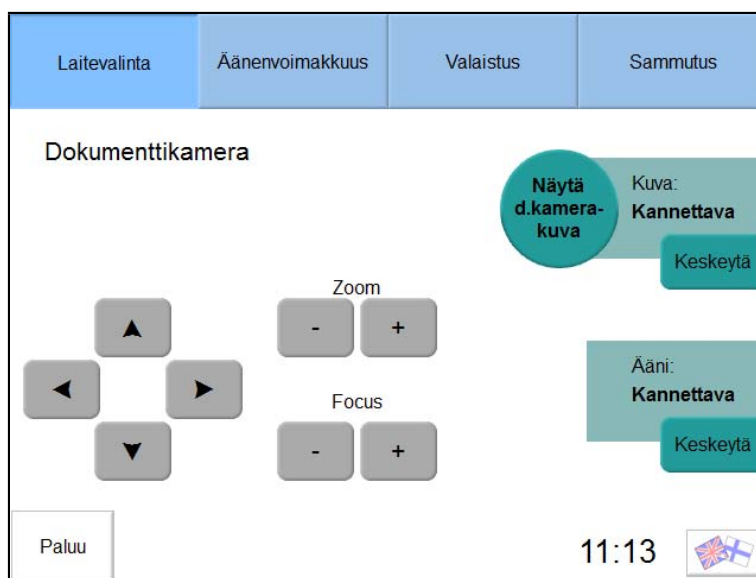 Laitevalinta
Äänenvoimakkuus
Valaistus
Sammutus
Dokumenttikamera
Näytä
d.kamera-
kuva
Kuva:
Kannettava
Keskeytä
Zoom
- +
Focus
- +
Ääni:
Kannettava
Keskeytä
Paluu
11:13